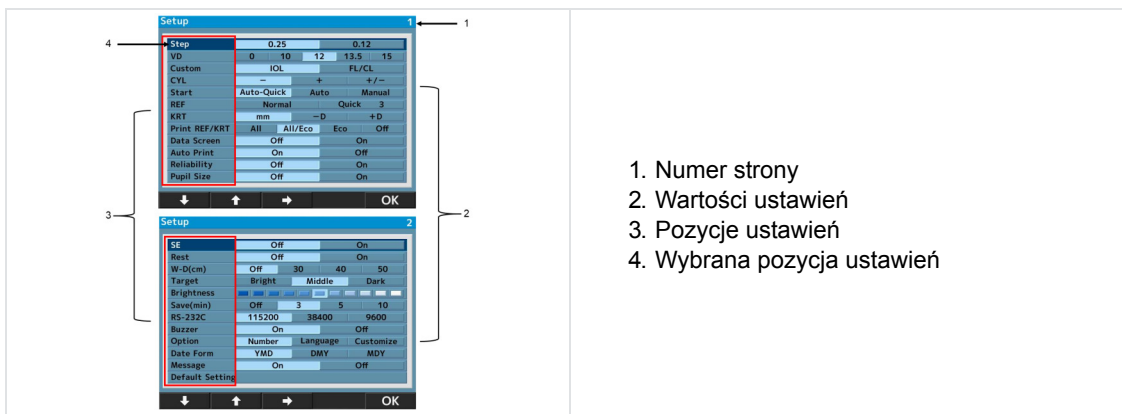 Setup 1
1
4
Step 0.25 0.12
VD 0 10 12 13.5 15
Custom IOL FL/CL
CYL − + +/−
Start Auto-Quick Auto Manual
REF Normal Quick 3
KRT mm −D +D
Print REF/KRT All All/Eco Eco Off
Data Screen Off On
Auto Print On Off
Reliability Off On
Pupil Size Off On
OK
3
2
Setup 2
SE Off On
Rest Off On
W-D(cm) Off 30 40 50
Target Bright Middle Dark
Brightness
Save(min) Off 3 5 10
RS-232C 115200 38400 9600
Buzzer On Off
Option Number Language Customize
Date Form YMD DMY MDY
Message On Off
Default Setting
OK
1. Numer strony
2. Wartości ustawień
3. Pozycje ustawień
4. Wybrana pozycja ustawień